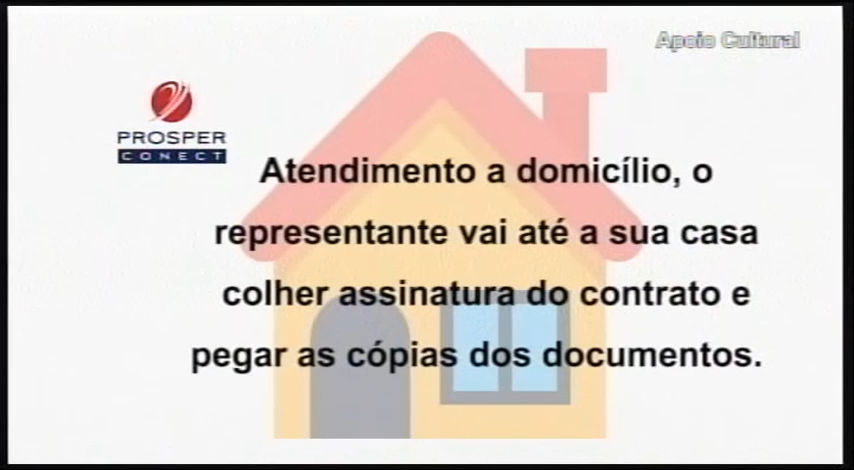 Apoio Cultural
PROSPER
CONECT
Atendimento a domicílio, o
representante vai até a sua casa
colher assinatura do contrato e
pegar as cópias dos documentos.